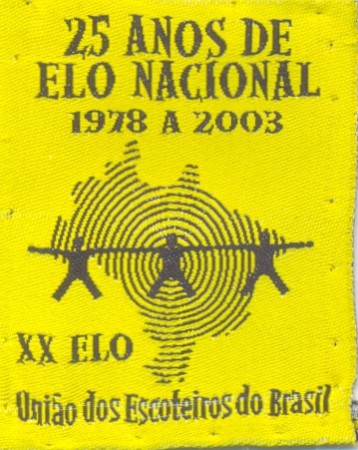 25 ANOS DE
ELO NACIONAL
1978 A 2003
XX ELO
União dos Escoteiros do Brasil